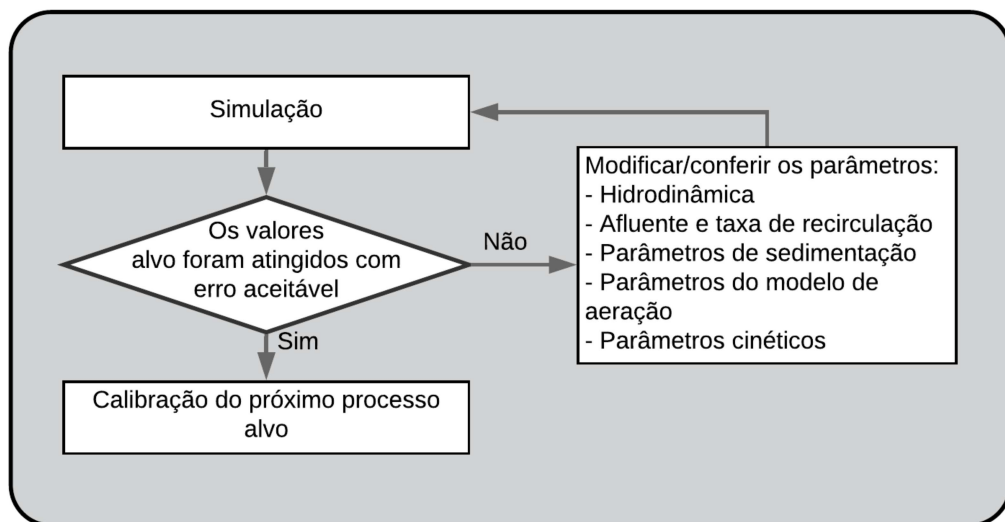 Simulação
Os valores
alvo foram atingidos com
erro aceitável
Não
Modificar/conferir os parâmetros:
- Hidrodinâmica
- Afluente e taxa de recirculação
- Parâmetros de sedimentação
- Parâmetros do modelo de
aeração
- Parâmetros cinéticos
Sim
Calibração do próximo processo
alvo